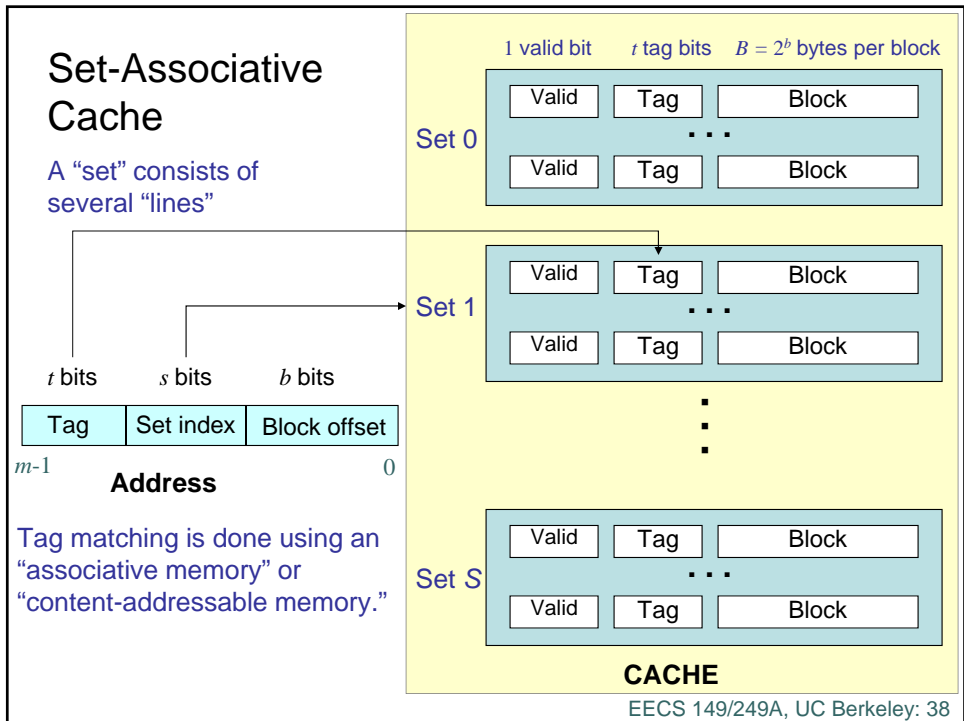 Set-Associative
Cache
A “set” consists of
several “lines”
1 valid bit t tag bits B = 2^b bytes per block
Set 0
Valid Tag Block
. . .
Valid Tag Block
Set 1
Valid Tag Block
. . .
Valid Tag Block
.
.
.
Set S
Valid Tag Block
. . .
Valid Tag Block
CACHE
t bits s bits b bits
Tag Set index Block offset
m-1 0
Address
Tag matching is done using an
“associative memory” or
“content-addressable memory.”
EECS 149/249A, UC Berkeley: 38